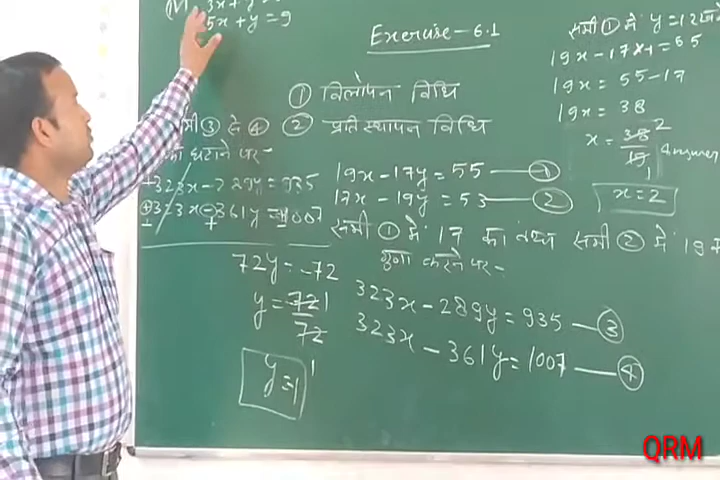 5x + y = 9
Exercise - 6.1
① विलोपन विधि
② प्रतिस्थापन विधि
19x - 17y = 55 — ①
17x - 19y = 53 — ②
समी ① में 17 का तथा समी ② में 19
गुणा करने पर -
323x - 289y = 935 — ③
323x - 361y = 1007 — ④
③ से ④
घटाने पर -
+323x - 289y = 935
323x - 361y = 1007
72y = -72
y = -72
72
y = -1
समी ① में y = 1
19x - 17×1 = 55
19x = 55 - 17
19x = 38
x = 38 2
19 1
Answer
x = 2
QRM